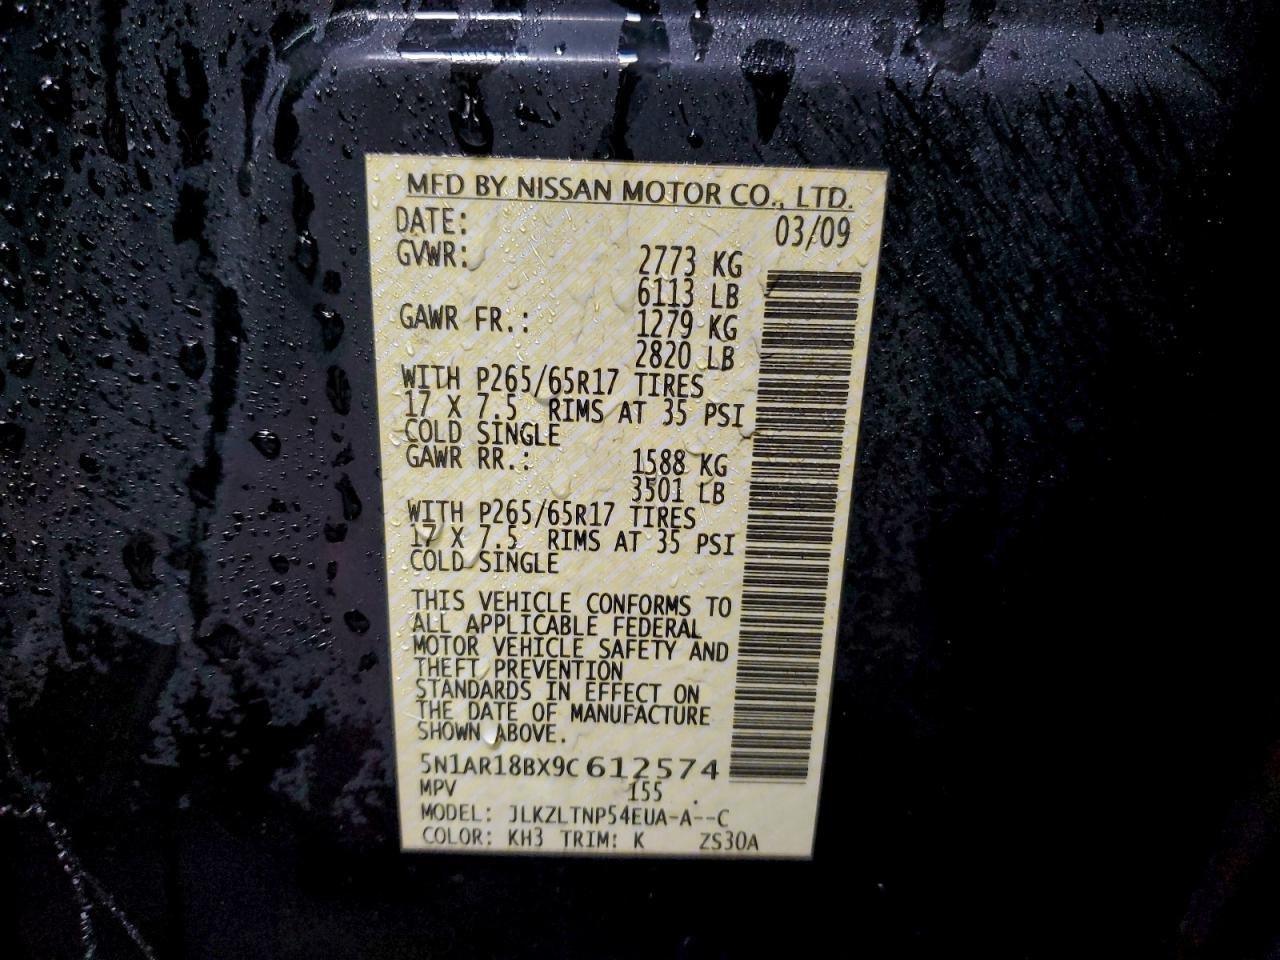 MFD BY NISSAN MOTOR CO., LTD.
DATE: 03/09
GVWR: 2773 KG
6113 LB
GAWR FR.: 1279 KG
2820 LB
WITH P265/65R17 TIRES
17 X 7.5 RIMS AT 35 PSI
COLD SINGLE
GAWR RR.: 1588 KG
3501 LB
WITH P265/65R17 TIRES
17 X 7.5 RIMS AT 35 PSI
COLD SINGLE
THIS VEHICLE CONFORMS TO
ALL APPLICABLE FEDERAL
MOTOR VEHICLE SAFETY AND
THEFT PREVENTION
STANDARDS IN EFFECT ON
THE DATE OF MANUFACTURE
SHOWN ABOVE.
5N1AR18BX9C612574
MPV 155 .
MODEL: JLKZLTNP54EUA-A--C
COLOR: KH3 TRIM: K ZS30A